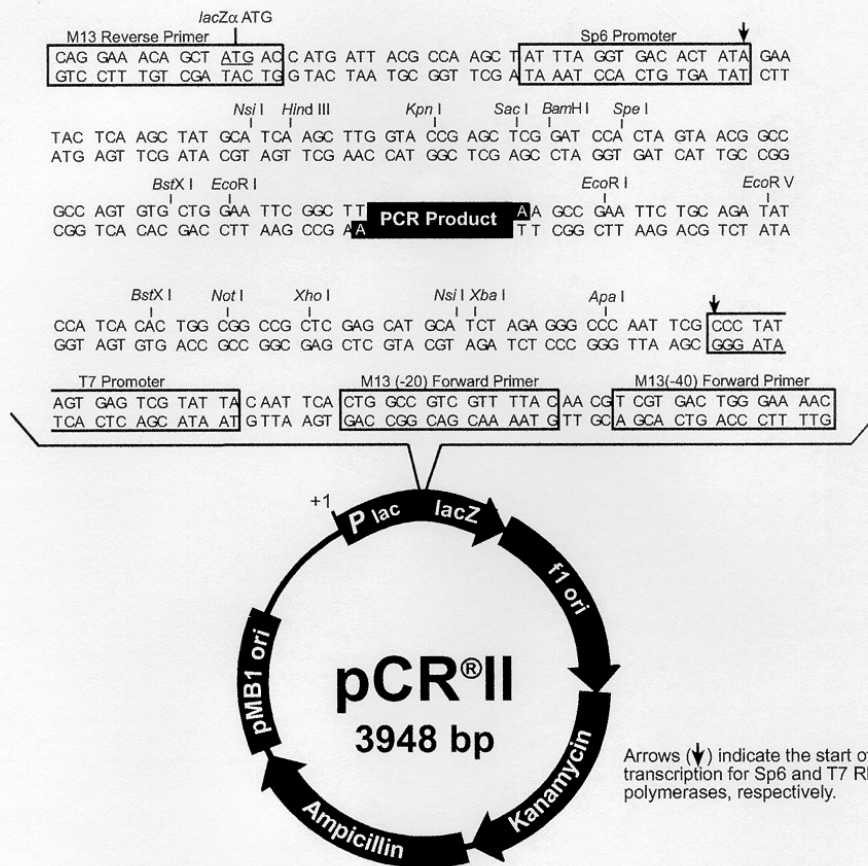 lacZα ATG
M13 Reverse Primer Sp6 Promoter
CAG GAA ACA GCT ATG AC C ATG ATT ACG CCA AGC T AT TTA GGT GAC ACT ATA GAA
GTC CTT TGT CGA TAC TG G TAC TAA TGC GGT TCG A TA AAT CCA CTG TGA TAT CTT
Nsi I Hind III Kpn I Sac I BamH I Spe I
TAC TCA AGC TAT GCA TCA AGC TTG GTA CCG AGC TCG GAT CCA CTA GTA ACG GCC
ATG AGT TCG ATA CGT AGT TCG AAC CAT GGC TCG AGC CTA GGT GAT CAT TGC CGG
BstX I EcoR I EcoR I EcoR V
GCC AGT GTG CTG GAA TTC GGC TT PCR Product A A GCC GAA TTC TGC AGA TAT
CGG TCA CAC GAC CTT AAG CCG A A T T CGG CTT AAG ACG TCT ATA
BstX I Not I Xho I Nsi I Xba I Apa I
CCA TCA CAC TGG CGG CCG CTC GAG CAT GCA TCT AGA GGG CCC AAT TCG CCC TAT
GGT AGT GTG ACC GCC GGC GAG CTC GTA CGT AGA TCT CCC GGG TTA AGC GGG ATA
T7 Promoter M13 (-20) Forward Primer M13(-40) Forward Primer
AGT GAG TCG TAT TA C AAT TCA CTG GCC GTC GTT TTA C AA CG T CGT GAC TGG GAA AAC
TCA CTC AGC ATA AT G TTA AGT GAC CGG CAG CAA AAT G TT GC A GCA CTG ACC CTT TTG
+1 P lac lacZ
f1 ori
pMB1 ori
pCR®II
3948 bp
Kanamycin
Ampicillin
Arrows (↓) indicate the start of
transcription for Sp6 and T7
polymerases, respectively.